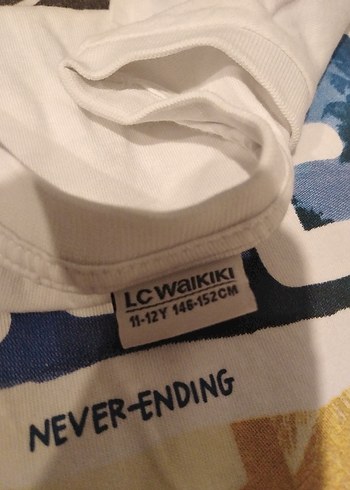 LC WAIKIKI
11-12Y 146-152CM
NEVER-ENDING